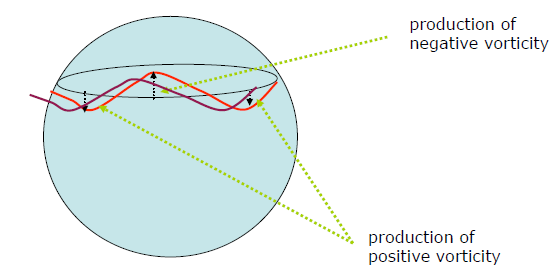 production of
negative vorticity
production of
positive vorticity